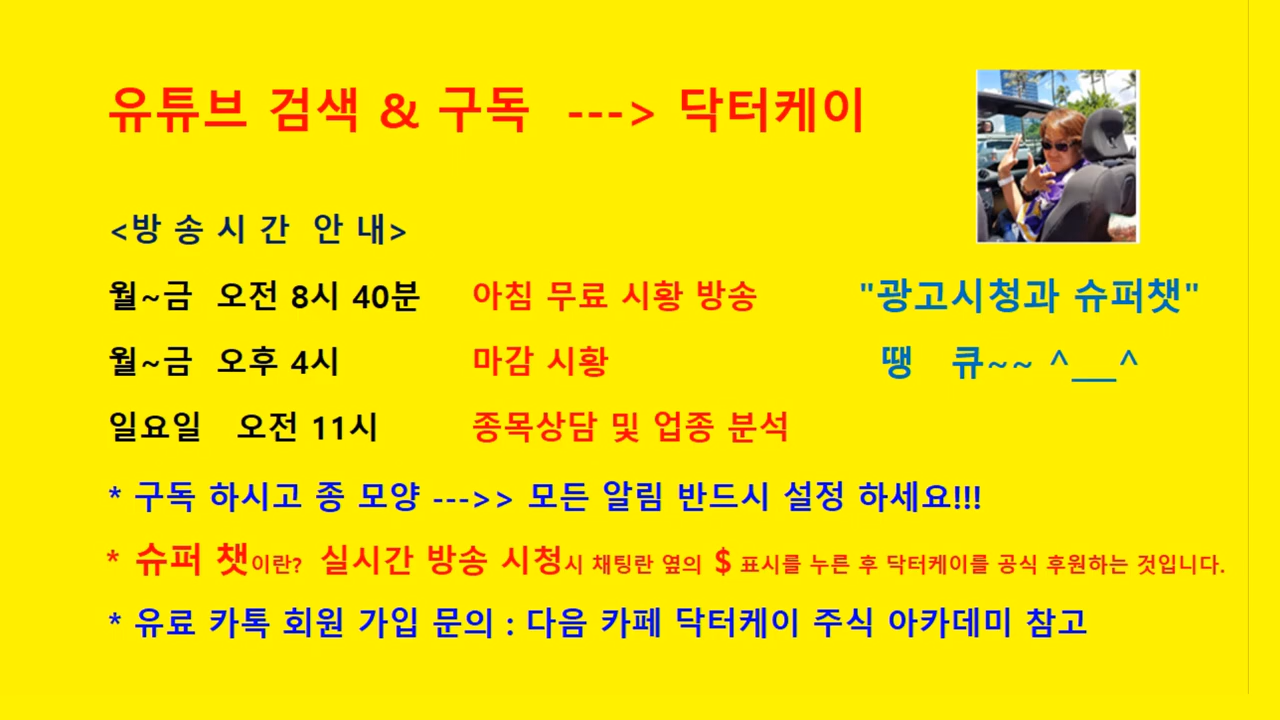 유튜브 검색 & 구독 ---> 닥터케이
<방 송 시 간 안 내>
월~금 오전 8시 40분 아침 무료 시황 방송 "광고시청과 슈퍼챗"
월~금 오후 4시 마감 시황 땡 큐~~ ^__^
일요일 오전 11시 종목상담 및 업종 분석
* 구독 하시고 종 모양 --->> 모든 알림 반드시 설정 하세요!!!
* 슈퍼 챗이란? 실시간 방송 시청시 채팅란 옆의 $ 표시를 누른 후 닥터케이를 공식 후원하는 것입니다.
* 유료 카톡 회원 가입 문의 : 다음 카페 닥터케이 주식 아카데미 참고